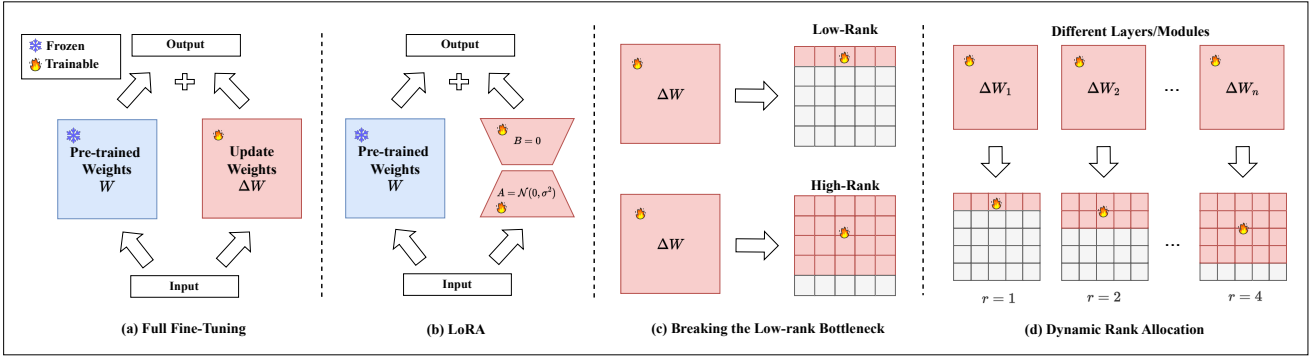 Frozen
Trainable
Output
Pre-trained
Weights
W
Update
Weights
ΔW
Input
(a) Full Fine-Tuning
Output
Pre-trained
Weights
W
B = 0
A = 𝒩(0, σ²)
Input
(b) LoRA
Low-Rank
ΔW
High-Rank
ΔW
(c) Breaking the Low-rank Bottleneck
Different Layers/Modules
ΔW₁ ΔW₂ ... ΔWₙ
...
r = 1 r = 2 r = 4
(d) Dynamic Rank Allocation